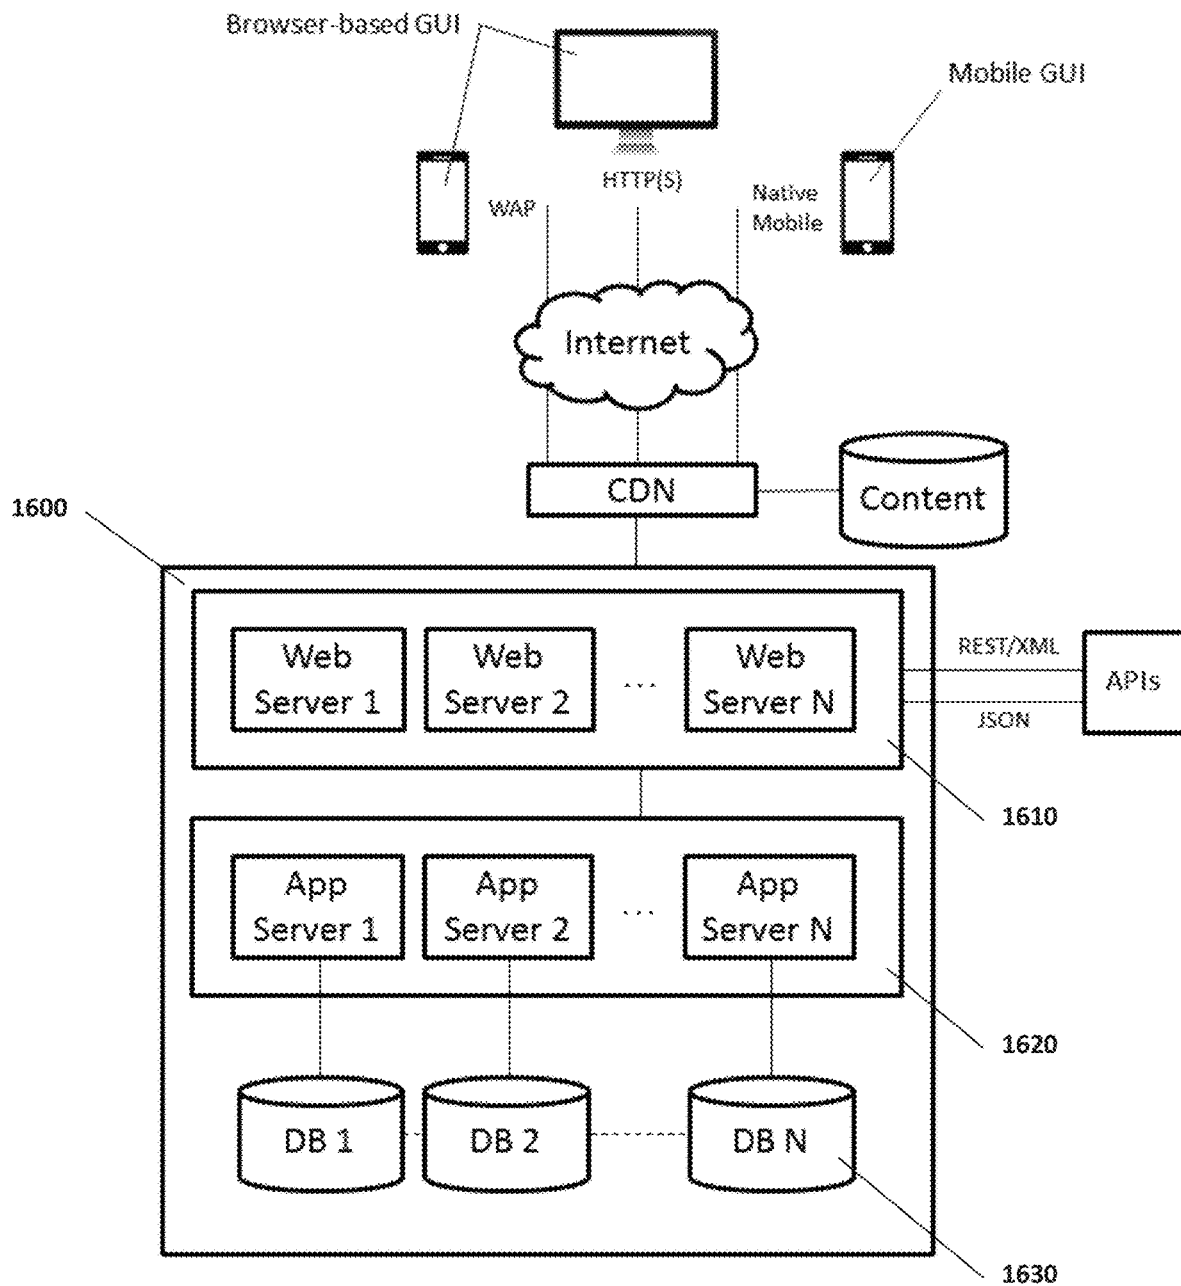 Browser-based GUI
Mobile GUI
HTTP(S)
WAP
Native
Mobile
Internet
CDN
Content
1600
Web
Server 1
Web
Server 2
...
Web
Server N
REST/XML
JSON
APIs
1610
App
Server 1
App
Server 2
...
App
Server N
1620
DB 1
DB 2
DB N
1630